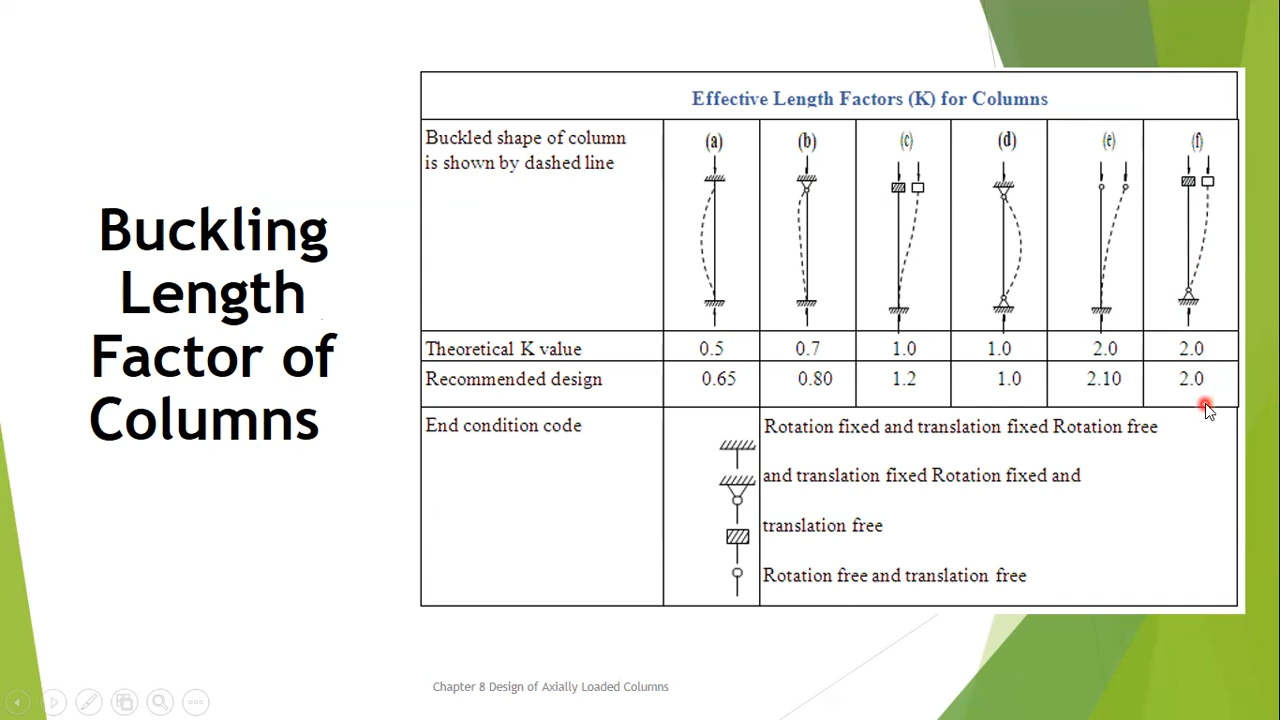 Buckling
Length
Factor of
Columns
Effective Length Factors (K) for Columns
Buckled shape of column
is shown by dashed line
(a) (b) (c) (d) (e) (f)
Theoretical K value 0.5 0.7 1.0 1.0 2.0 2.0
Recommended design 0.65 0.80 1.2 1.0 2.10 2.0
End condition code
Rotation fixed and translation fixed Rotation free
and translation fixed Rotation fixed and
translation free
Rotation free and translation free
Chapter 8 Design of Axially Loaded Columns